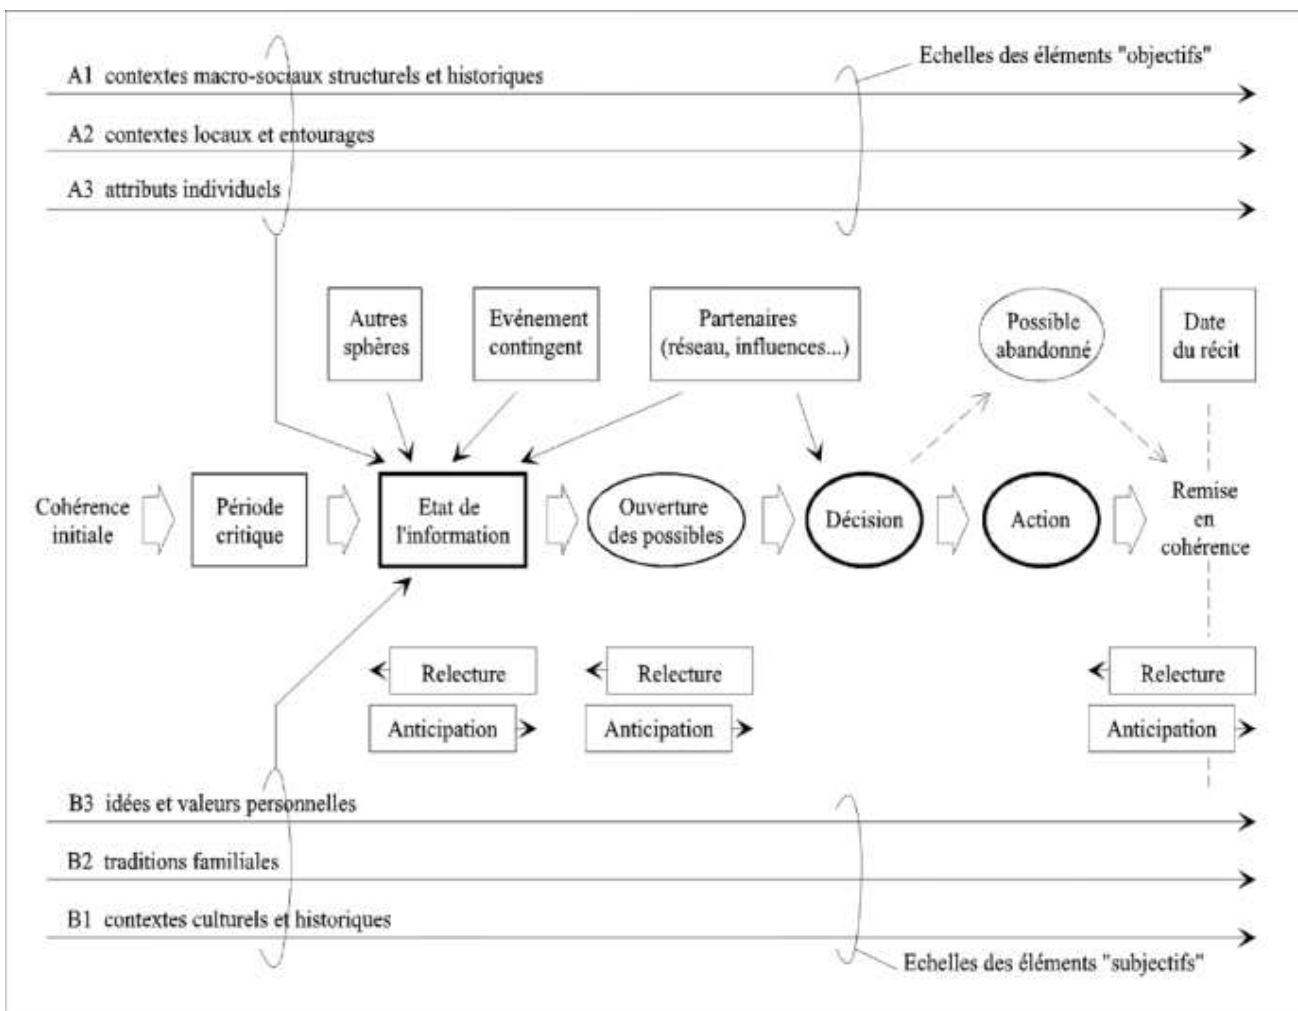 A1 contextes macro-sociaux structurels et historiques
Echelles des éléments "objectifs"
A2 contextes locaux et entourages
A3 attributs individuels
Autres
sphères
Evénement
contingent
Partenaires
(réseau, influences...)
Possible
abandonné
Date
du récit
Cohérence
initiale
Période
critique
Etat de
l'information
Ouverture
des possibles
Décision
Action
Remise
en
cohérence
Relecture
Anticipation
Relecture
Anticipation
Relecture
Anticipation
B3 idées et valeurs personnelles
B2 traditions familiales
B1 contextes culturels et historiques
Echelles des éléments "subjectifs"